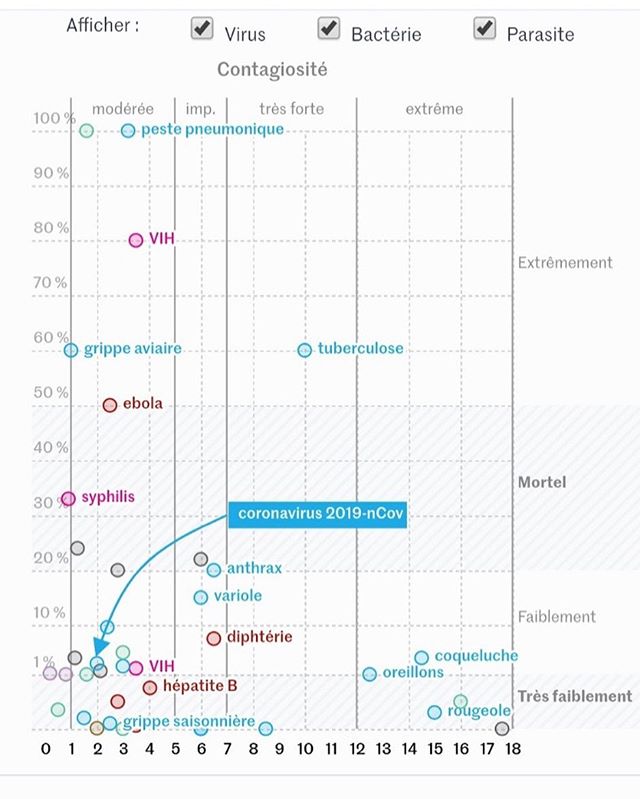 Afficher :
Virus
Bactérie
Parasite
Contagiosité
modérée
imp.
très forte
extrême
100 %
peste pneumonique
90 %
80 %
VIH
Extrêmement
70 %
60 %
grippe aviaire
tuberculose
50 %
ebola
40 %
Mortel
syphilis
30 %
coronavirus 2019-nCov
20 %
anthrax
variole
10 %
Faiblement
diphtérie
coqueluche
1 %
VIH
oreillons
hépatite B
Très faiblement
rougeole
grippe saisonnière
0 1 2 3 4 5 6 7 8 9 10 11 12 13 14 15 16 17 18